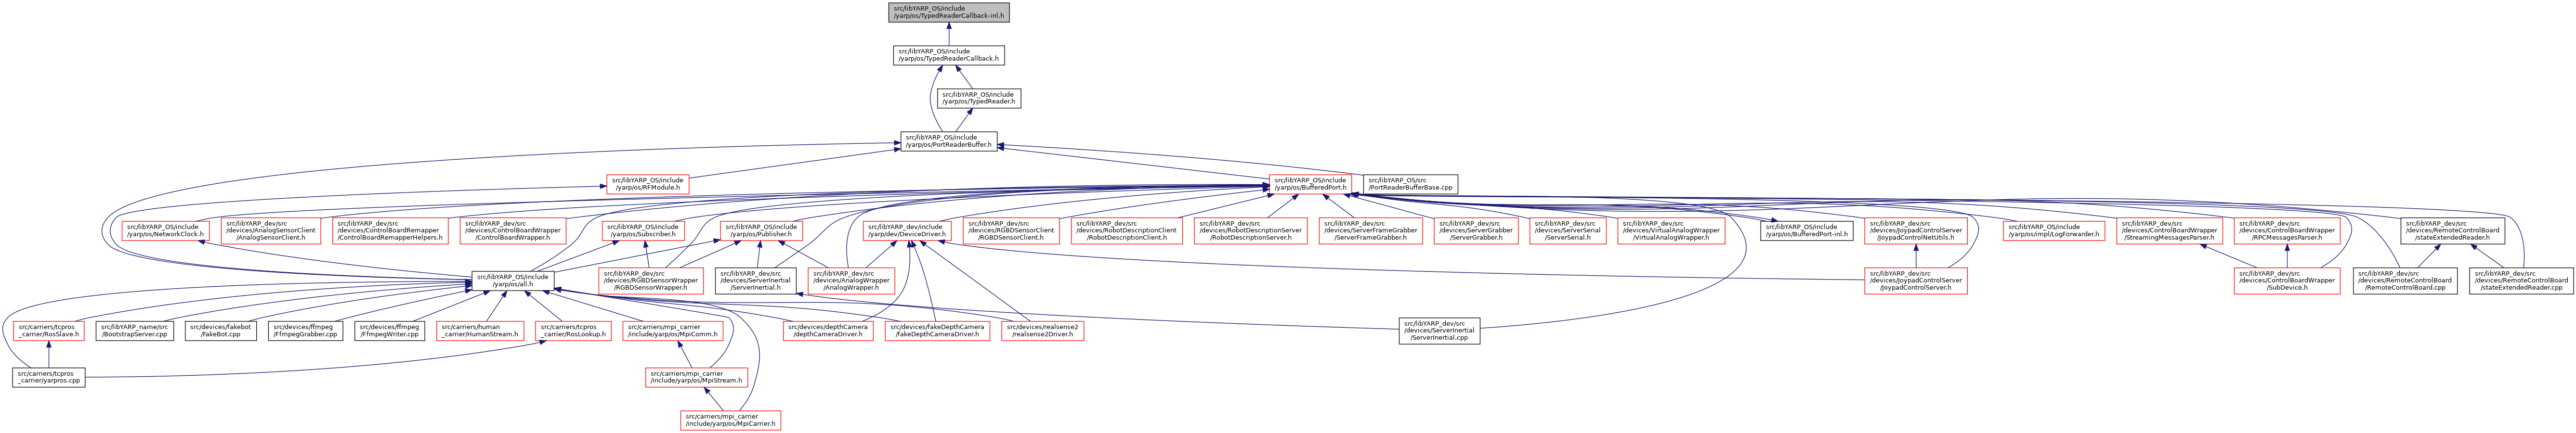 src/libYARP_OS/include
/yarp/os/TypedReaderCallback-inl.h
src/libYARP_OS/include
/yarp/os/TypedReaderCallback.h
src/libYARP_OS/include
/yarp/os/TypedReader.h
src/libYARP_OS/include
/yarp/os/PortReaderBuffer.h
src/libYARP_OS/include
/yarp/os/RFModule.h
src/libYARP_OS/include
/yarp/os/BufferedPort.h
src/libYARP_OS/src
/PortReaderBufferBase.cpp
src/libYARP_OS/include
/yarp/os/NetworkClock.h
src/libYARP_dev/src
/devices/AnalogSensorClient
/AnalogSensorClient.h
src/libYARP_dev/src
/devices/ControlBoardRemapper
/ControlBoardRemapperHelpers.h
src/libYARP_dev/src
/devices/ControlBoardWrapper
/ControlBoardWrapper.h
src/libYARP_OS/include
/yarp/os/Subscriber.h
src/libYARP_OS/include
/yarp/os/Publisher.h
src/libYARP_dev/include
/yarp/dev/DeviceDriver.h
src/libYARP_dev/src
/devices/RGBDSensorClient
/RGBDSensorClient.h
src/libYARP_dev/src
/devices/RobotDescriptionClient
/RobotDescriptionClient.h
src/libYARP_dev/src
/devices/RobotDescriptionServer
/RobotDescriptionServer.h
src/libYARP_dev/src
/devices/ServerFrameGrabber
/ServerFrameGrabber.h
src/libYARP_dev/src
/devices/ServerGrabber
/ServerGrabber.h
src/libYARP_dev/src
/devices/ServerSerial
/ServerSerial.h
src/libYARP_dev/src
/devices/VirtualAnalogWrapper
/VirtualAnalogWrapper.h
src/libYARP_OS/include
/yarp/os/BufferedPort-inl.h
src/libYARP_dev/src
/devices/JoypadControlServer
/JoypadControlNetUtils.h
src/libYARP_OS/include
/yarp/os/impl/LogForwarder.h
src/libYARP_dev/src
/devices/ControlBoardWrapper
/StreamingMessagesParser.h
src/libYARP_dev/src
/devices/ControlBoardWrapper
/RPCMessagesParser.h
src/libYARP_dev/src
/devices/RemoteControlBoard
/stateExtendedReader.h
src/libYARP_OS/include
/yarp/os/all.h
src/libYARP_dev/src
/devices/RGBDSensorWrapper
/RGBDSensorWrapper.h
src/libYARP_dev/src
/devices/ServerInertial
/ServerInertial.h
src/libYARP_dev/src
/devices/AnalogWrapper
/AnalogWrapper.h
src/libYARP_dev/src
/devices/JoypadControlServer
/JoypadControlServer.h
src/libYARP_dev/src
/devices/ControlBoardWrapper
/SubDevice.h
src/libYARP_dev/src
/devices/RemoteControlBoard
/RemoteControlBoard.cpp
src/libYARP_dev/src
/devices/RemoteControlBoard
/stateExtendedReader.cpp
src/carriers/tcpros
_carrier/RosSlave.h
src/libYARP_name/src
/BootstrapServer.cpp
src/devices/fakebot
/FakeBot.cpp
src/devices/ffmpeg
/FfmpegGrabber.cpp
src/devices/ffmpeg
/FfmpegWriter.cpp
src/carriers/human
_carrier/HumanStream.h
src/carriers/tcpros
_carrier/RosLookup.h
src/carriers/mpi_carrier
/include/yarp/os/MpiComm.h
src/devices/depthCamera
/depthCameraDriver.h
src/devices/fakeDepthCamera
/fakeDepthCameraDriver.h
src/devices/realsense2
/realsense2Driver.h
src/libYARP_dev/src
/devices/ServerInertial
/ServerInertial.cpp
src/carriers/tcpros
_carrier/yarpros.cpp
src/carriers/mpi_carrier
/include/yarp/os/MpiStream.h
src/carriers/mpi_carrier
/include/yarp/os/MpiCarrier.h